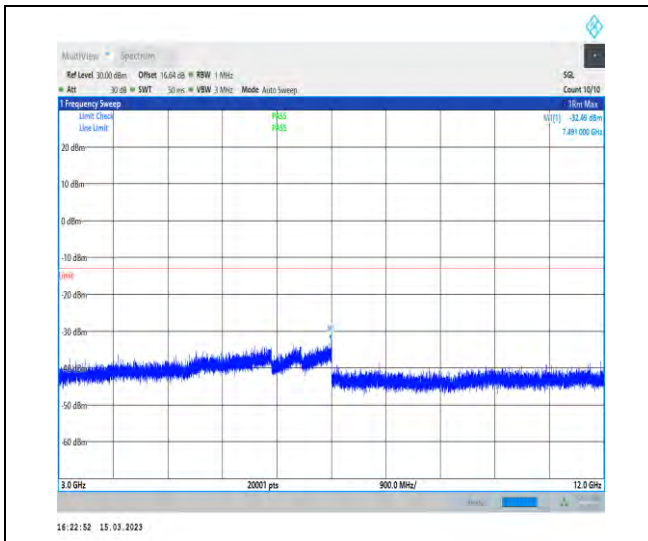 MultiView Spectrum
Ref Level 30.00 dBm Offset 16.64 dB RBW 1 MHz SGL
Att 30 dB SWT 50 ms VBW 3 MHz Mode Auto Sweep Count 10/10
1 Frequency Sweep 1Rm Max
Limit Check PASS M1[1] -32.49 dBm
Line Limit PASS 7.491 000 GHz
20 dBm
10 dBm
0 dBm
-10 dBm
Limit
-20 dBm
-30 dBm
-40 dBm
-50 dBm
-60 dBm
3.0 GHz 20001 pts 900.0 MHz/ 12.0 GHz
Ready
16:22:52 15.03.2023